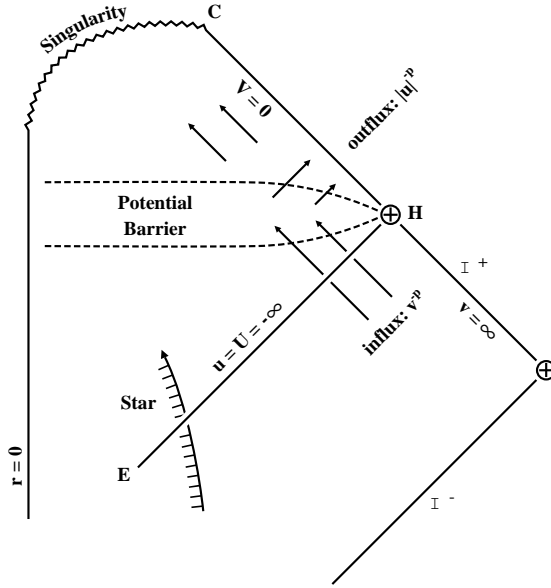 C
Singularity
V = 0
outflux: |u|^-p
Potential
Barrier
H
I +
v = ∞
influx: v^-p
u = U = -∞
Star
E
r = 0
I -